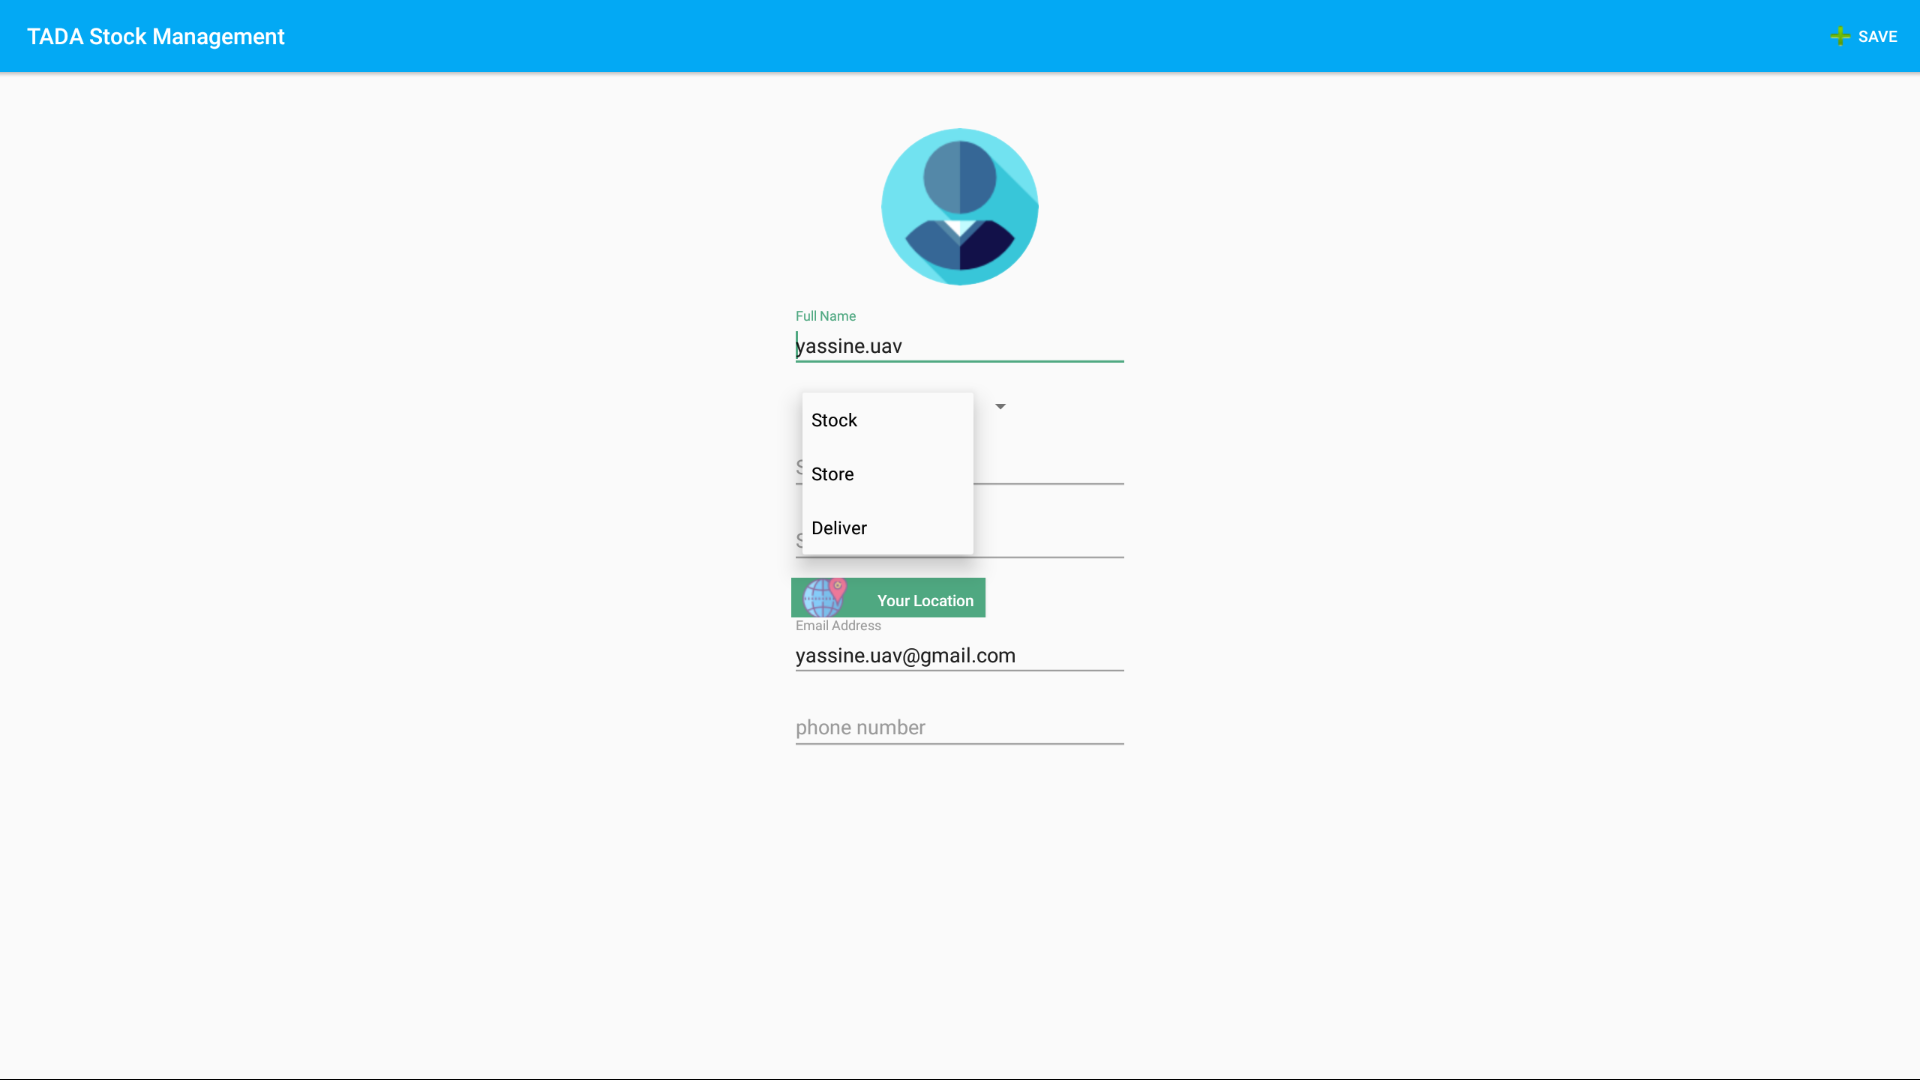 TADA Stock Management
SAVE
Full Name
yassine.uav
Stock
Store
Deliver
Your Location
Email Address
yassine.uav@gmail.com
phone number